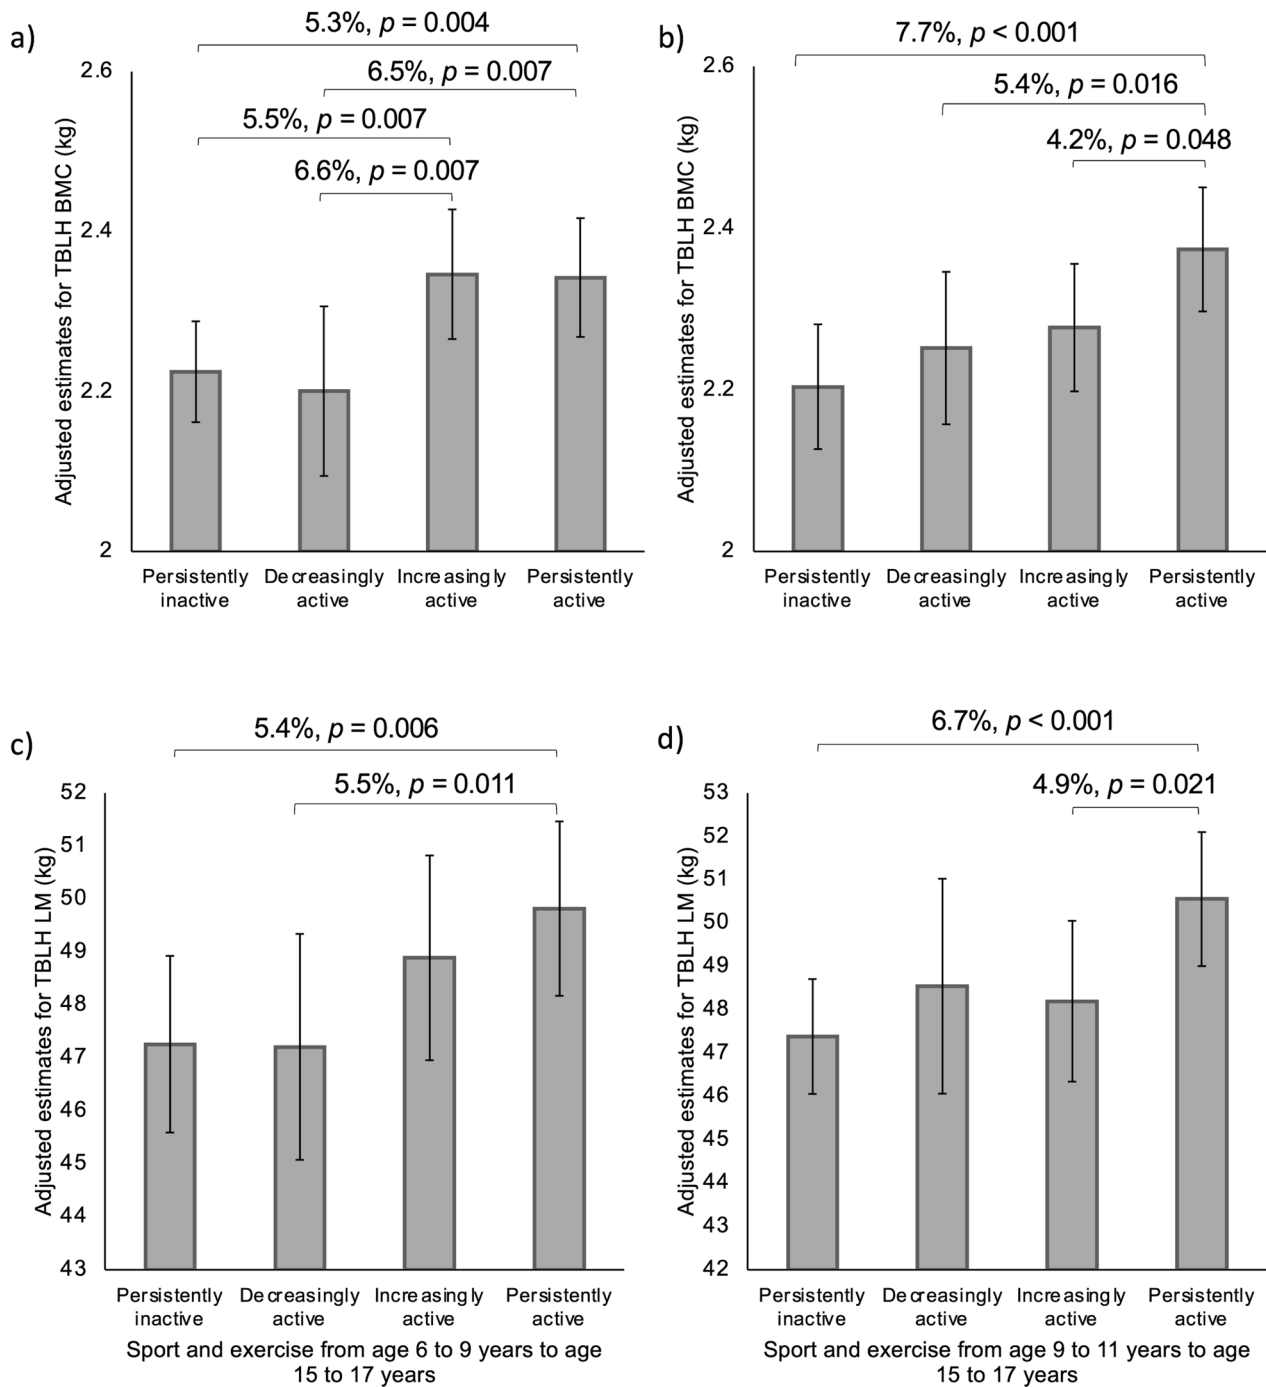 a)
5.3%, p = 0.004
6.5%, p = 0.007
5.5%, p = 0.007
6.6%, p = 0.007
Adjusted estimates for TBLH BMC (kg)
2.6
2.4
2.2
2
Persistently inactive
Decreasingly active
Increasingly active
Persistently active
b)
7.7%, p < 0.001
5.4%, p = 0.016
4.2%, p = 0.048
Adjusted estimates for TBLH BMC (kg)
2.6
2.4
2.2
2
Persistently inactive
Decreasingly active
Increasingly active
Persistently active
c)
5.4%, p = 0.006
5.5%, p = 0.011
Adjusted estimates for TBLH LM (kg)
52
51
50
49
48
47
46
45
44
43
Persistently inactive
Decreasingly active
Increasingly active
Persistently active
Sport and exercise from age 6 to 9 years to age
15 to 17 years
d)
6.7%, p < 0.001
4.9%, p = 0.021
Adjusted estimates for TBLH LM (kg)
53
52
51
50
49
48
47
46
45
44
43
42
Persistently inactive
Decreasingly active
Increasingly active
Persistently active
Sport and exercise from age 9 to 11 years to age
15 to 17 years